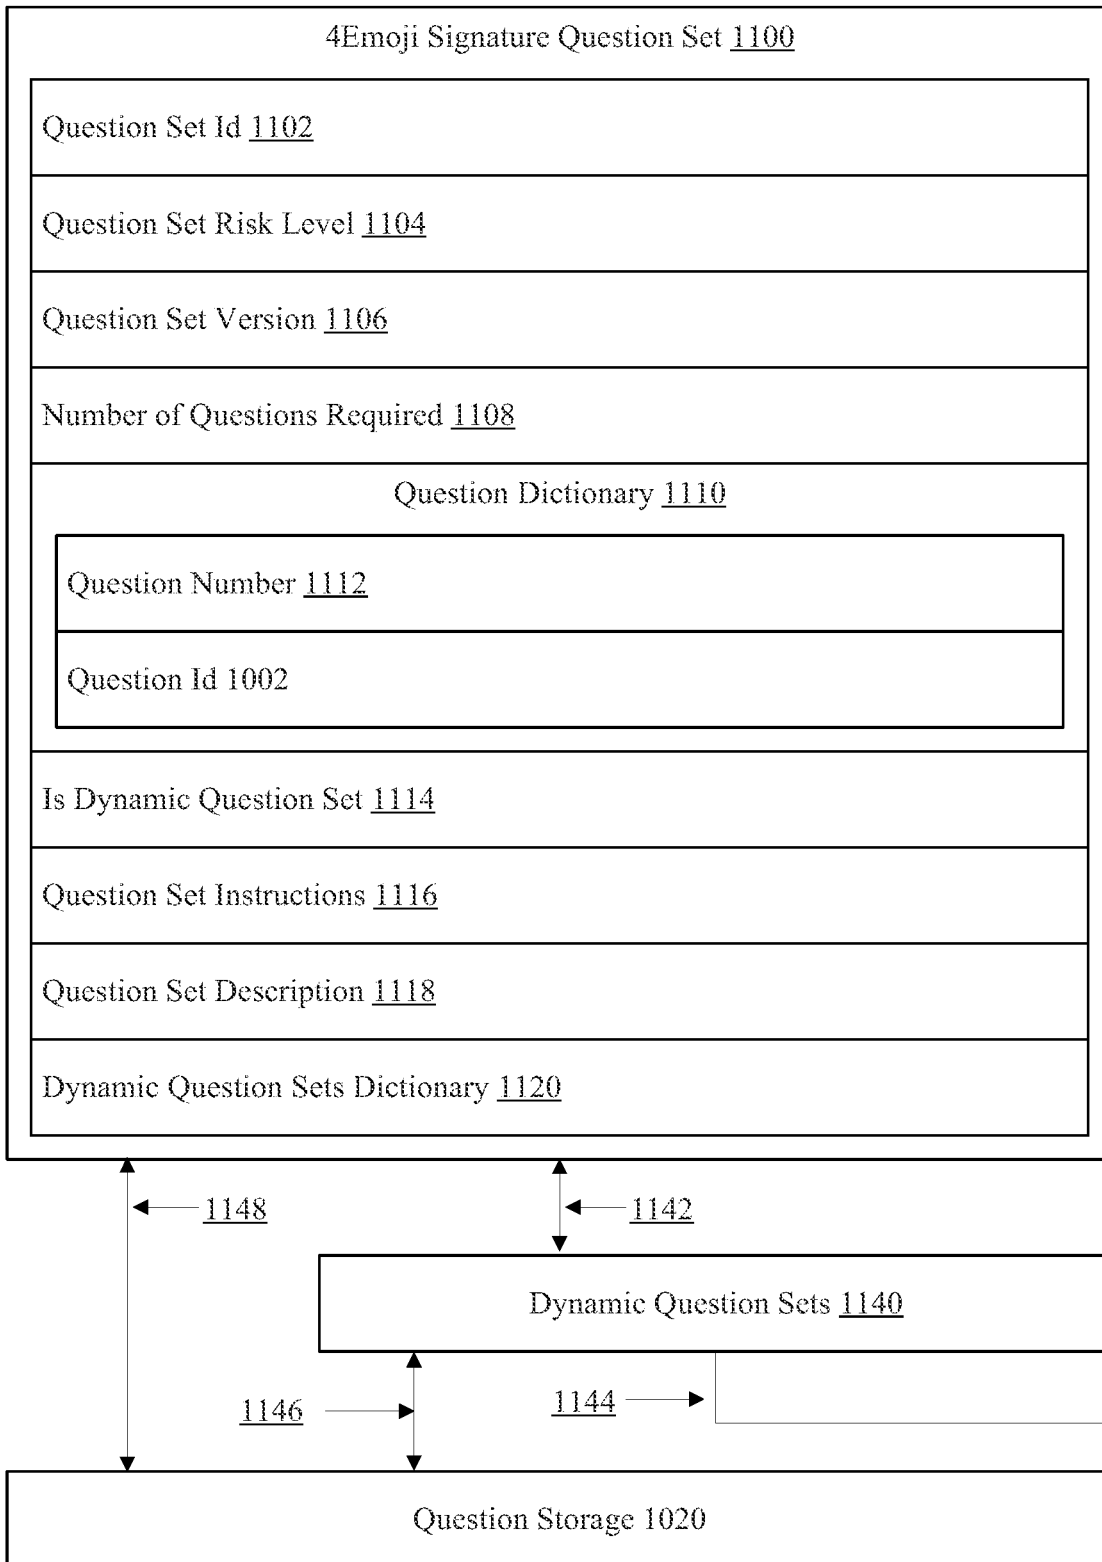 4Emoji Signature Question Set 1100
Question Set Id 1102
Question Set Risk Level 1104
Question Set Version 1106
Number of Questions Required 1108
Question Dictionary 1110
Question Number 1112
Question Id 1002
Is Dynamic Question Set 1114
Question Set Instructions 1116
Question Set Description 1118
Dynamic Question Sets Dictionary 1120
1148
1142
Dynamic Question Sets 1140
1146
1144
Question Storage 1020